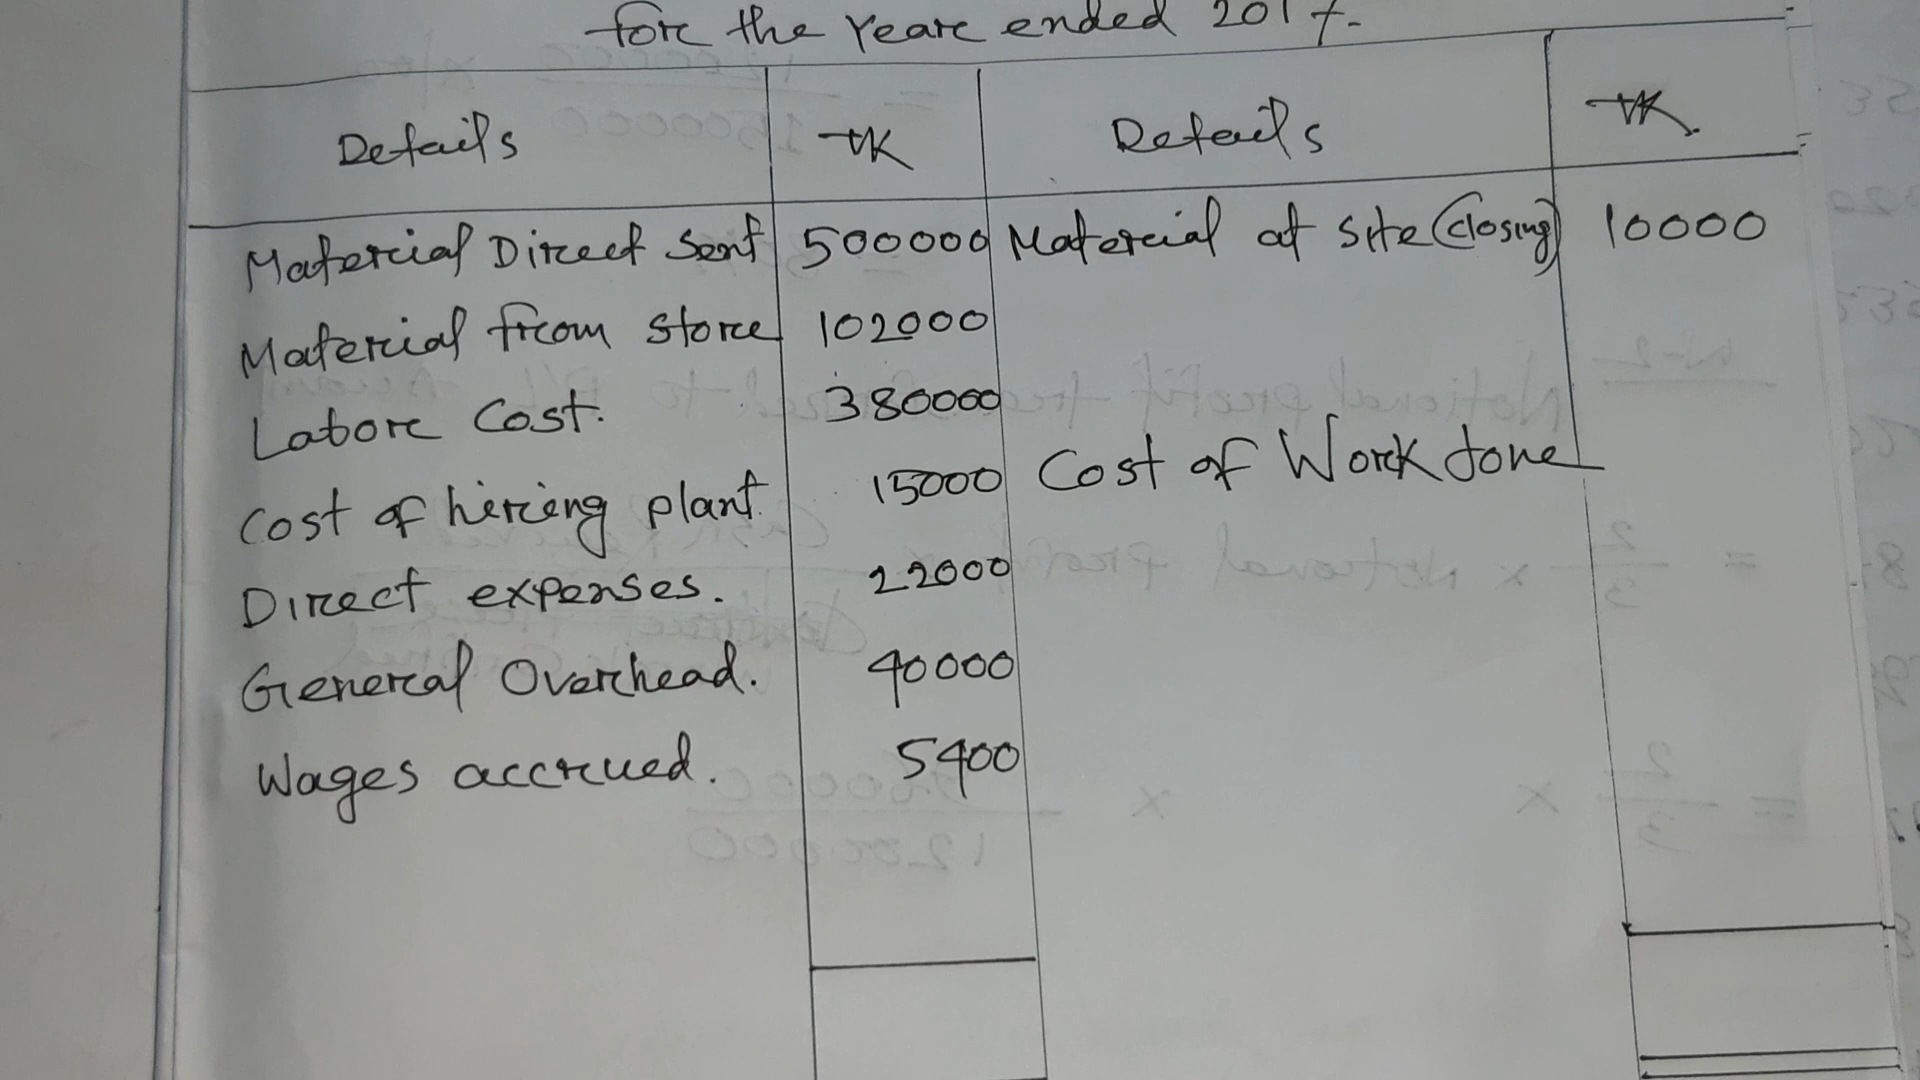 for the Year ended 2017.
Details TK Details TK.
Material Direct Sent 500000 Material at site (closing) 10000
Material from store 102000
Labor Cost. 380000
Cost of hiring plant. 15000 Cost of Work done
Direct expenses. 22000
General Overhead. 40000
Wages accrued. 5400